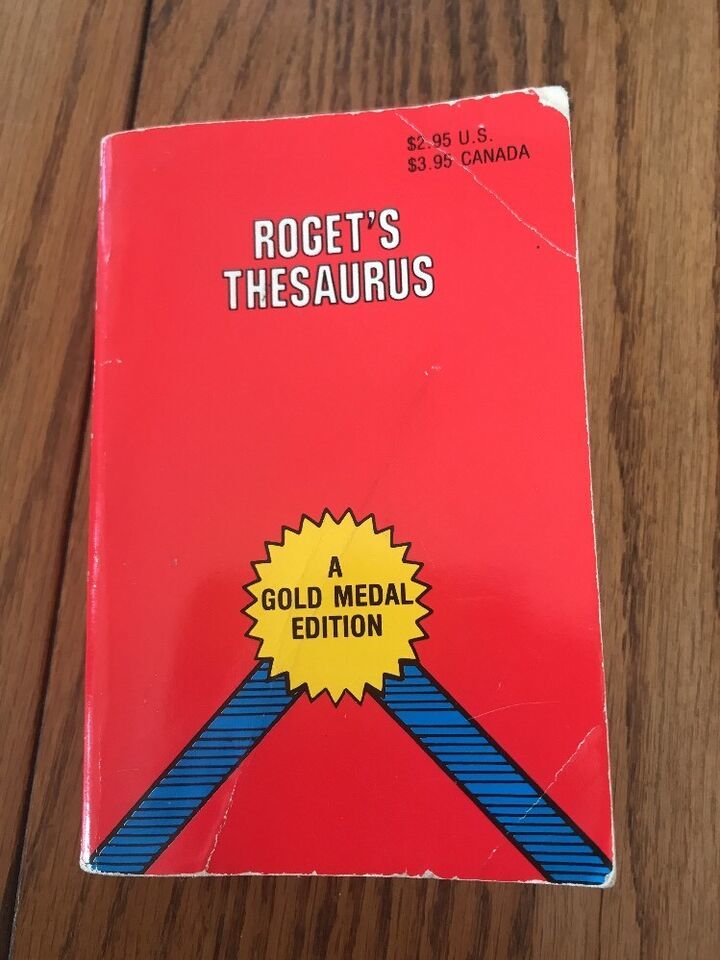 $2.95 U.S.
$3.95 CANADA
ROGET'S
THESAURUS
A
GOLD MEDAL
EDITION